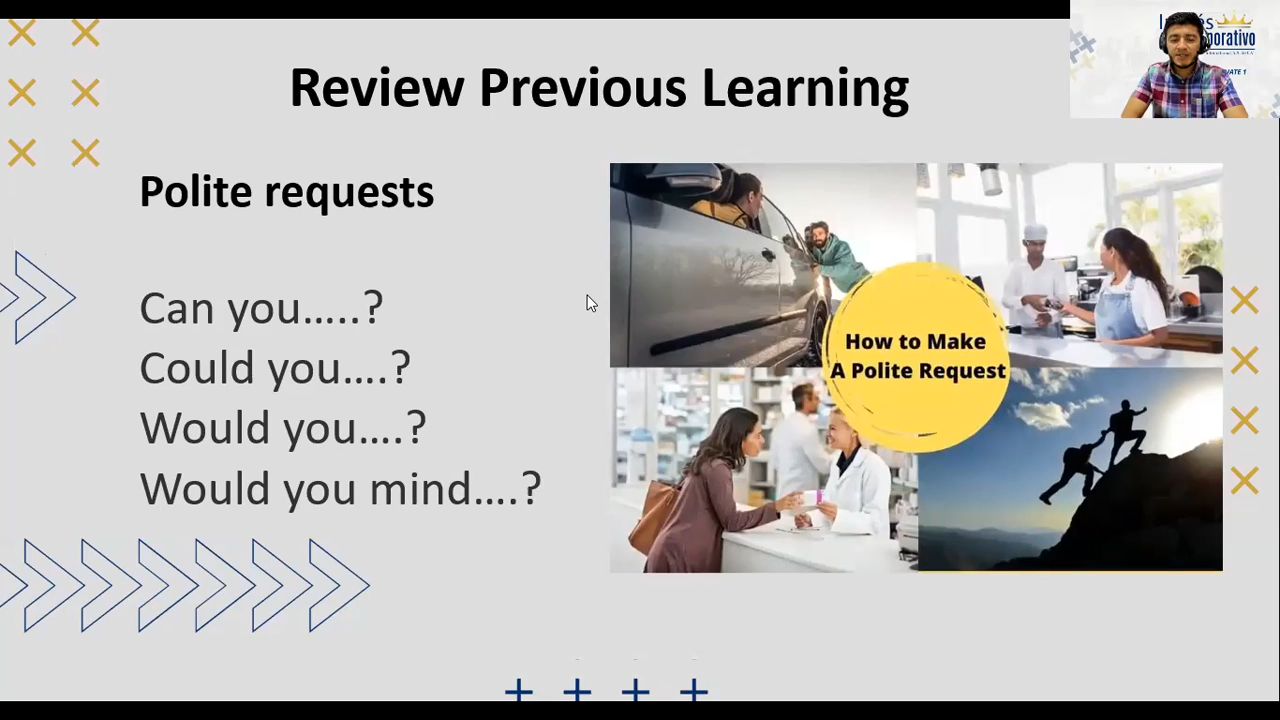 Review Previous Learning
Polite requests
Can you…..?
Could you….?
Would you….?
Would you mind….?
How to Make
A Polite Request